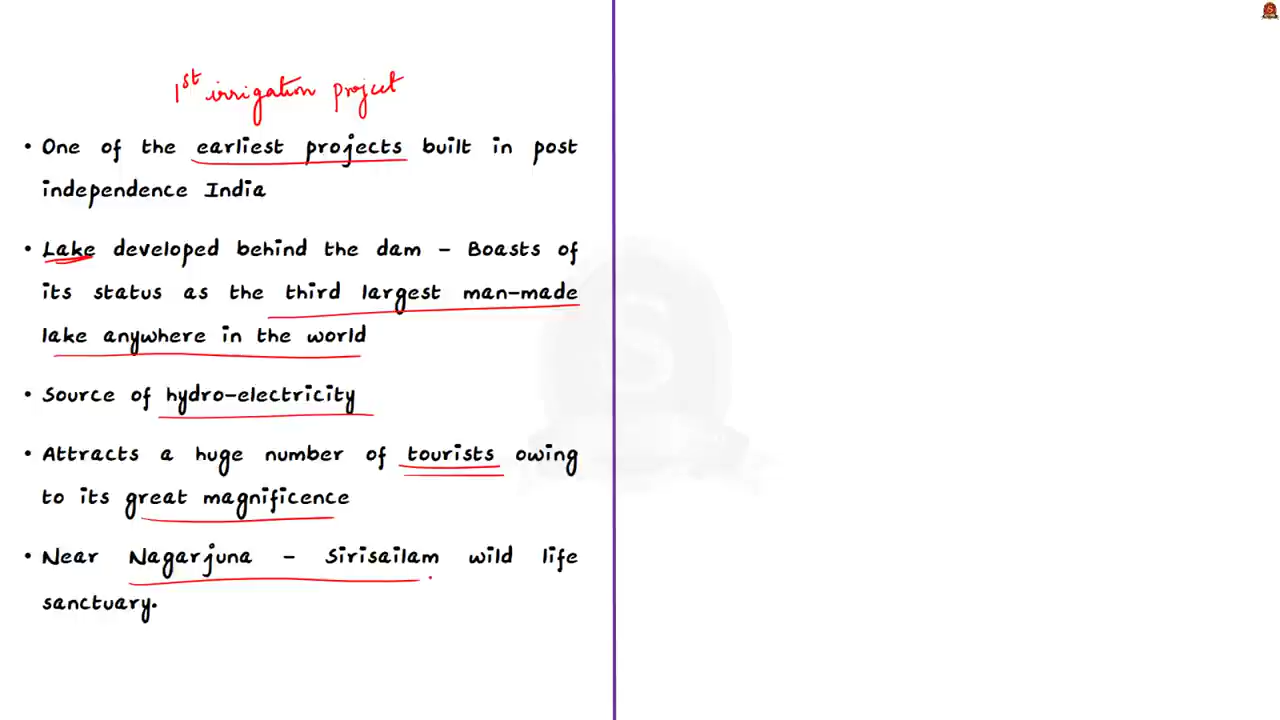 1st irrigation project
• One of the earliest projects built in post
independence India
• Lake developed behind the dam - Boasts of
its status as the third largest man-made
lake anywhere in the world
• Source of hydro-electricity
• Attracts a huge number of tourists owing
to its great magnificence
• Near Nagarjuna - Sirisailam wild life
sanctuary.
S